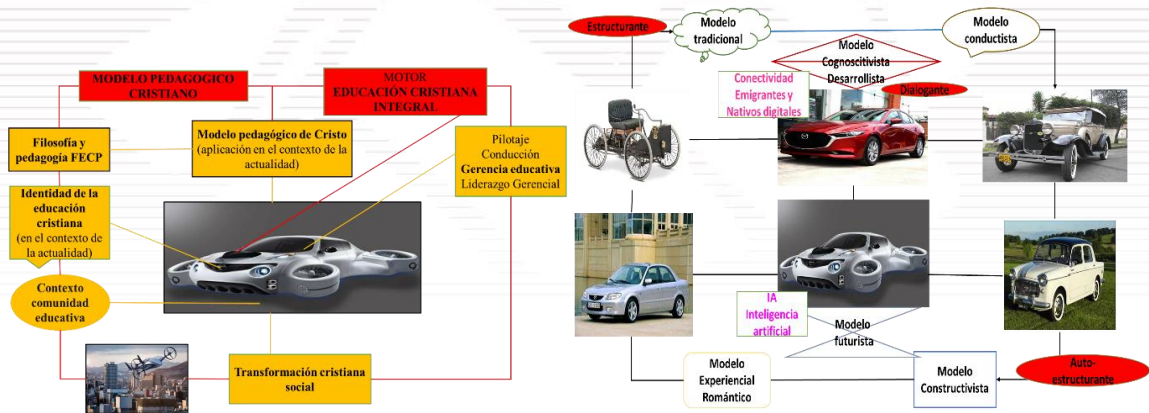 MODELO PEDAGOGICO
CRISTIANO
MOTOR
EDUCACIÓN CRISTIANA
INTEGRAL
Filosofía y
pedagogía FECP
Modelo pedagógico de Cristo
(aplicación en el contexto de la
actualidad)
Pilotaje
Conducción
Gerencia educativa
Liderazgo Gerencial
Identidad de la
educación
cristiana
(en el contexto de
la actualidad)
Contexto
comunidad
educativa
Transformación cristiana
social
Estructurante
Modelo
tradicional
Modelo
conductista
Modelo
Cognoscitivista
Desarrollista
Conectividad
Emigrantes y
Nativos digitales
Dialogante
IA
Inteligencia
artificial
Modelo
futurista
Modelo
Experiencial
Romántico
Modelo
Constructivista
Auto-
estructurante